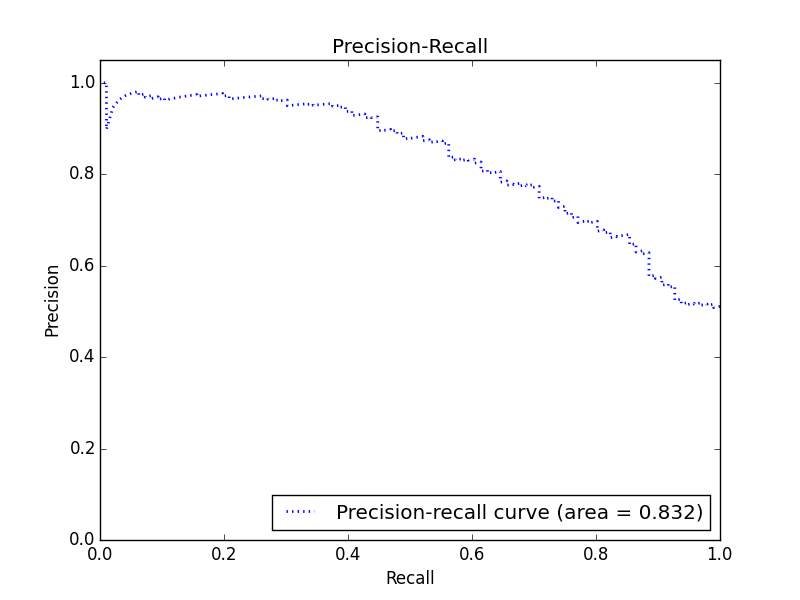 Precision-Recall
1.0
0.8
0.6
0.4
0.2
0.0
Precision
0.0 0.2 0.4 0.6 0.8 1.0
Recall
Precision-recall curve (area = 0.832)